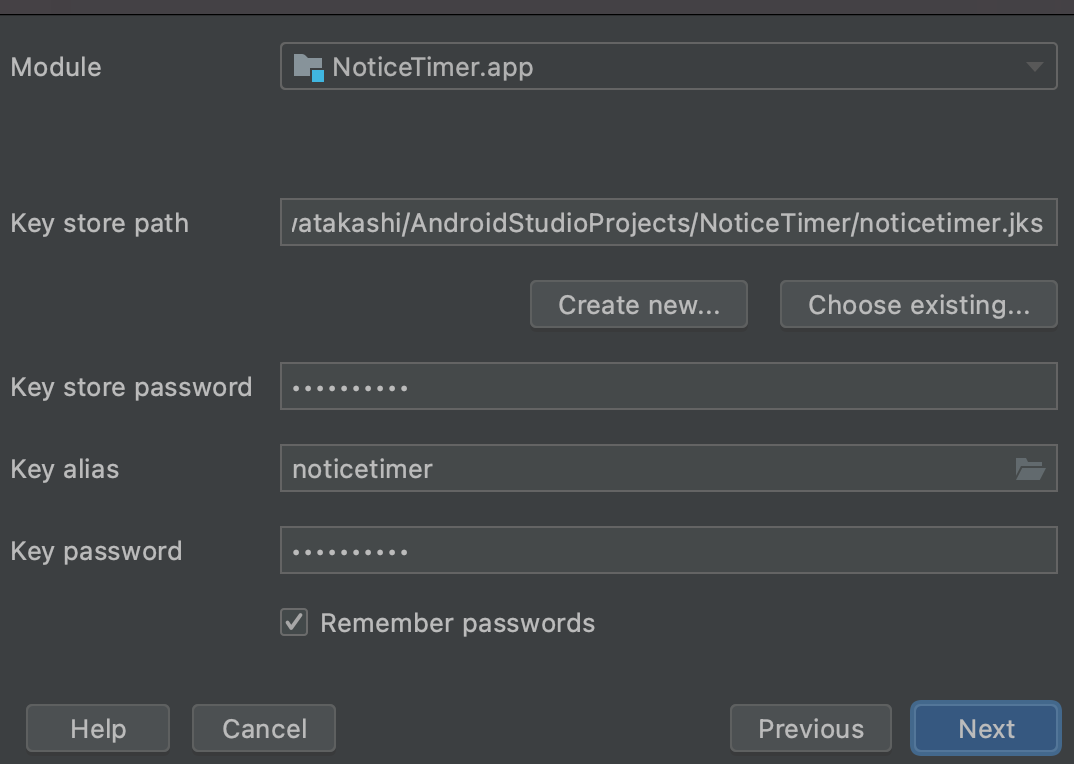 Module NoticeTimer.app
Key store path /atakashi/AndroidStudioProjects/NoticeTimer/noticetimer.jks
Create new... Choose existing...
Key store password ••••••••••
Key alias noticetimer
Key password ••••••••••
Remember passwords
Help Cancel Previous Next